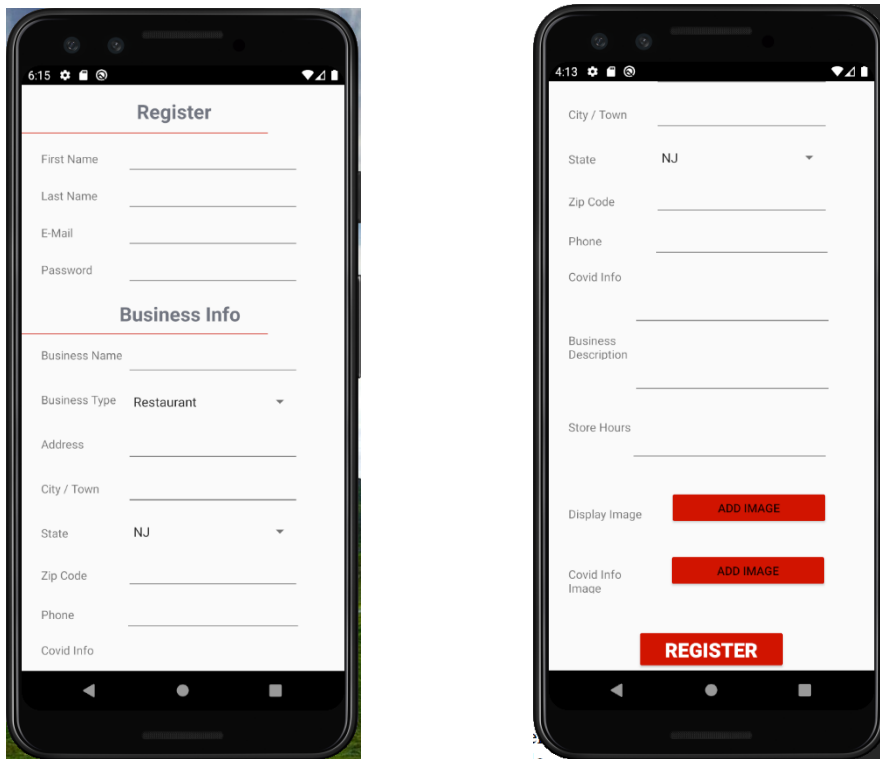 6:15
Register
First Name
Last Name
E-Mail
Password
Business Info
Business Name
Business Type Restaurant
Address
City / Town
State NJ
Zip Code
Phone
Covid Info
4:13
City / Town
State NJ
Zip Code
Phone
Covid Info
Business
Description
Store Hours
Display Image ADD IMAGE
Covid Info ADD IMAGE
Image
REGISTER